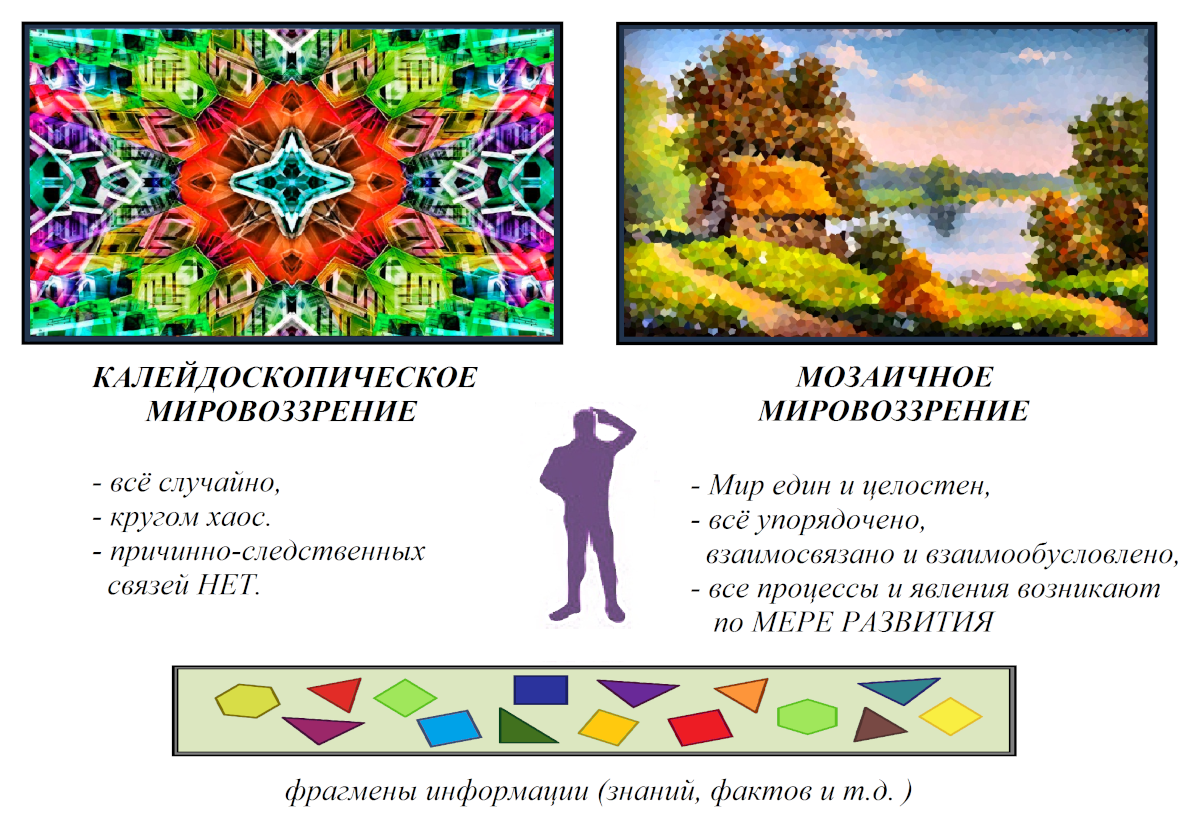 КАЛЕЙДОСКОПИЧЕСКОЕ
МИРОВОЗЗРЕНИЕ
- всё случайно,
- кругом хаос.
- причинно-следственных
связей НЕТ.
МОЗАИЧНОЕ
МИРОВОЗЗРЕНИЕ
- Мир един и целостен,
- всё упорядочено,
взаимосвязано и взаимообусловлено,
- все процессы и явления возникают
по МЕРЕ РАЗВИТИЯ
фрагмены информации (знаний, фактов и т.д. )